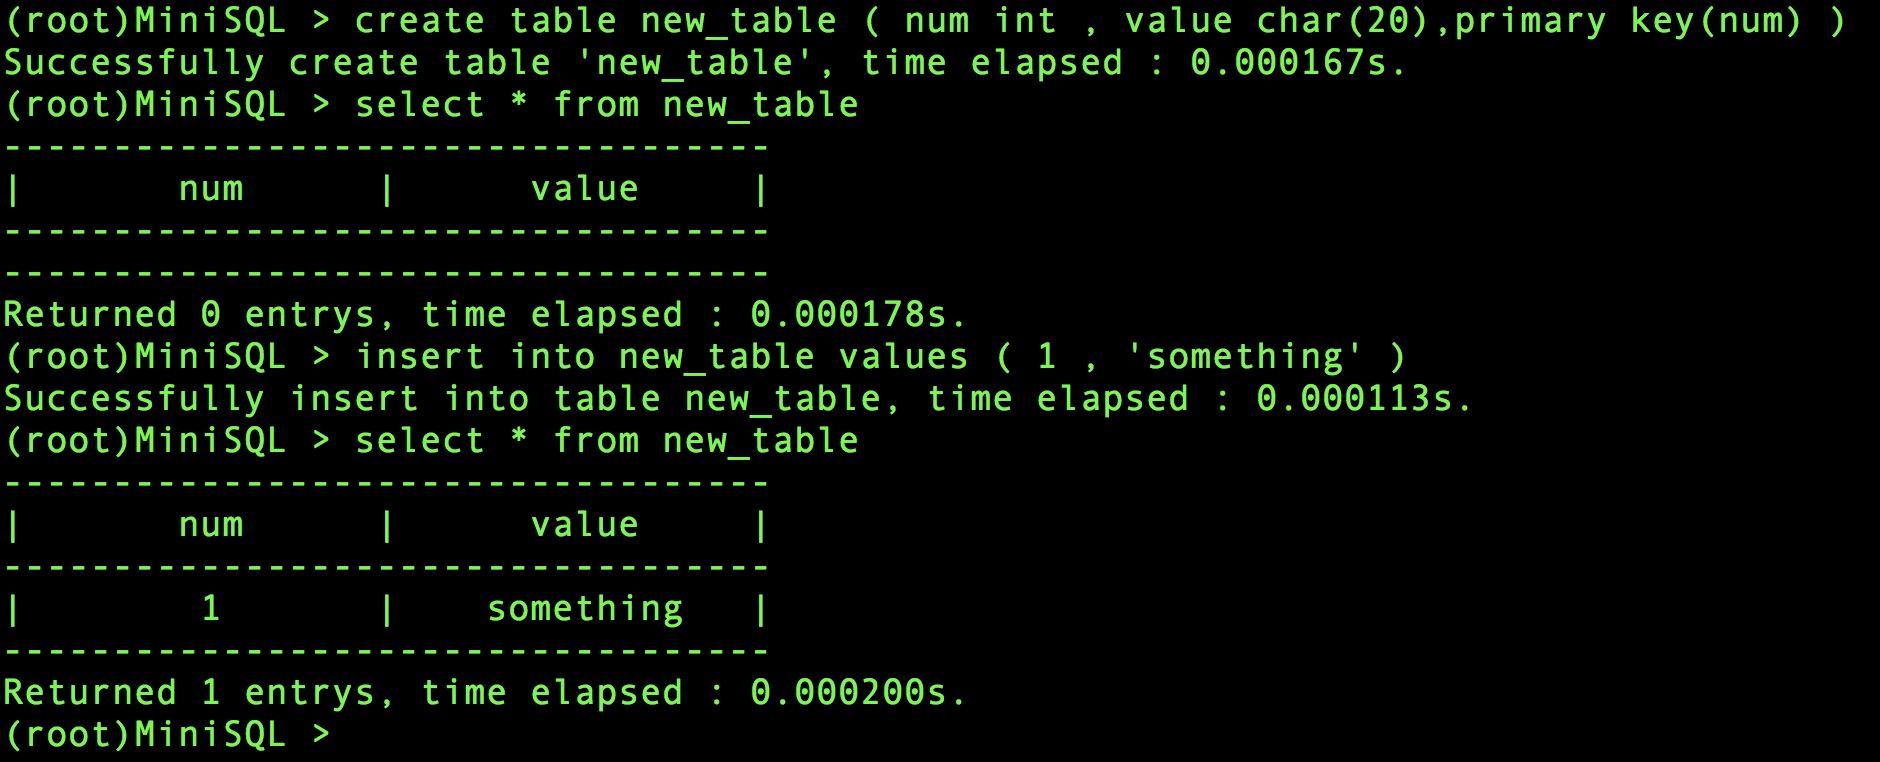 (root)MiniSQL > create table new_table ( num int , value char(20),primary key(num) )
Successfully create table 'new_table', time elapsed : 0.000167s.
(root)MiniSQL > select * from new_table
-----------------------------------
|       num      |      value     |
-----------------------------------
-----------------------------------
Returned 0 entrys, time elapsed : 0.000178s.
(root)MiniSQL > insert into new_table values ( 1 , 'something' )
Successfully insert into table new_table, time elapsed : 0.000113s.
(root)MiniSQL > select * from new_table
-----------------------------------
|       num      |      value     |
-----------------------------------
|        1       |    something   |
-----------------------------------
Returned 1 entrys, time elapsed : 0.000200s.
(root)MiniSQL >